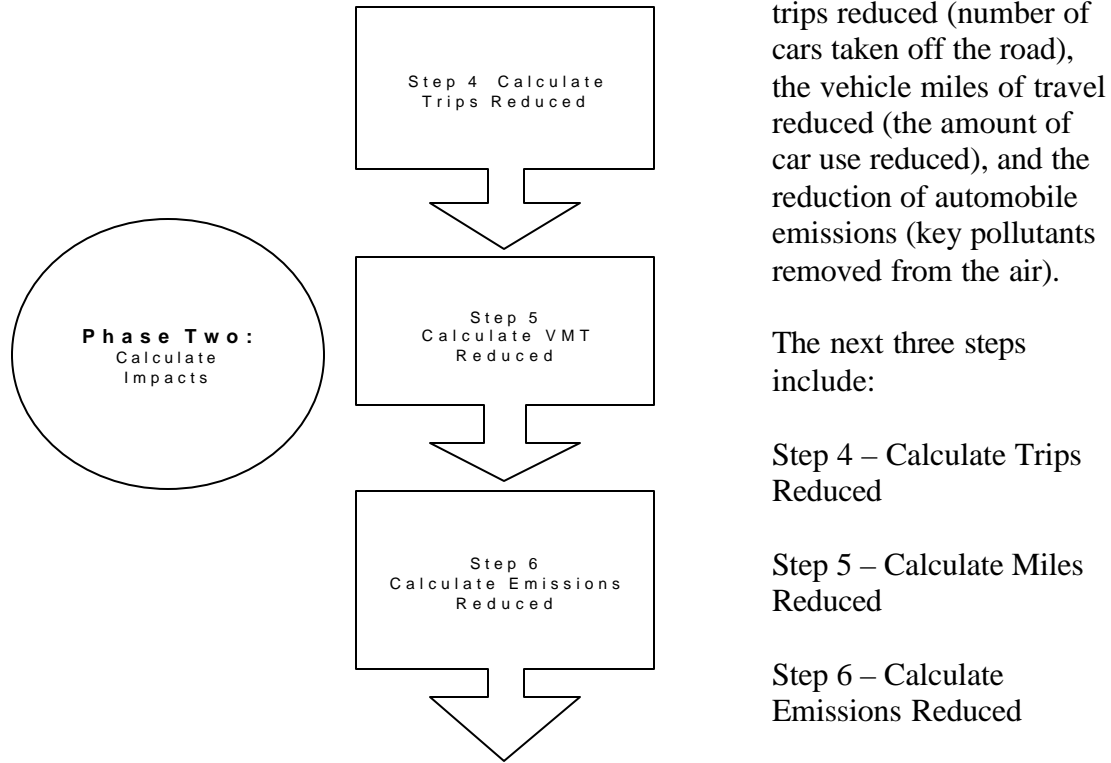 Step 4 Calculate
Trips Reduced
Phase Two:
Calculate
Impacts
Step 5
Calculate VMT
Reduced
Step 6
Calculate Emissions
Reduced
trips reduced (number of
cars taken off the road),
the vehicle miles of travel
reduced (the amount of
car use reduced), and the
reduction of automobile
emissions (key pollutants
removed from the air).
The next three steps
include:
Step 4 – Calculate Trips
Reduced
Step 5 – Calculate Miles
Reduced
Step 6 – Calculate
Emissions Reduced